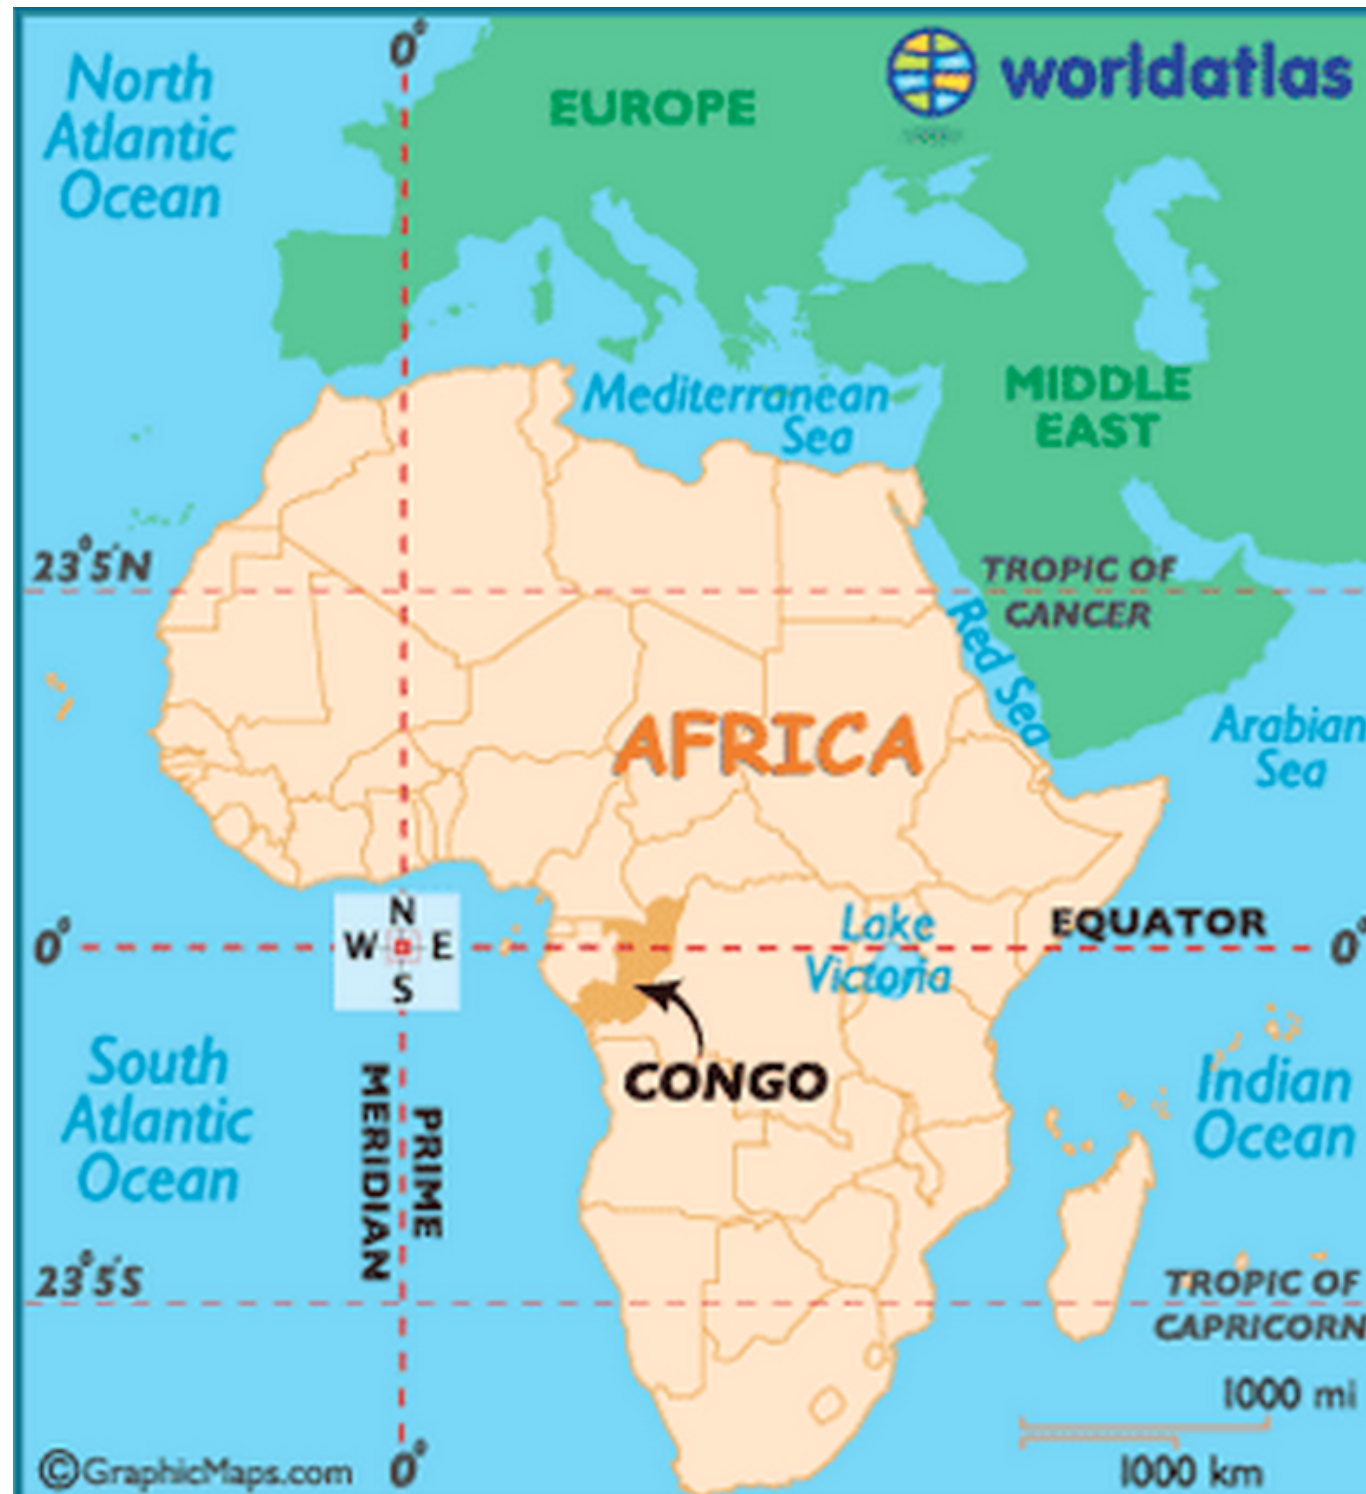 0°
North
Atlantic
Ocean
EUROPE
worldatlas
Mediterranean
Sea
MIDDLE
EAST
23°5'N
TROPIC OF
CANCER
Red Sea
AFRICA
Arabian
Sea
N
W E
S
Lake
Victoria
EQUATOR
0°
0°
CONGO
South
Atlantic
Ocean
PRIME
MERIDIAN
Indian
Ocean
23°5'S
TROPIC OF
CAPRICORN
1000 mi
1000 km
©GraphicMaps.com
0°